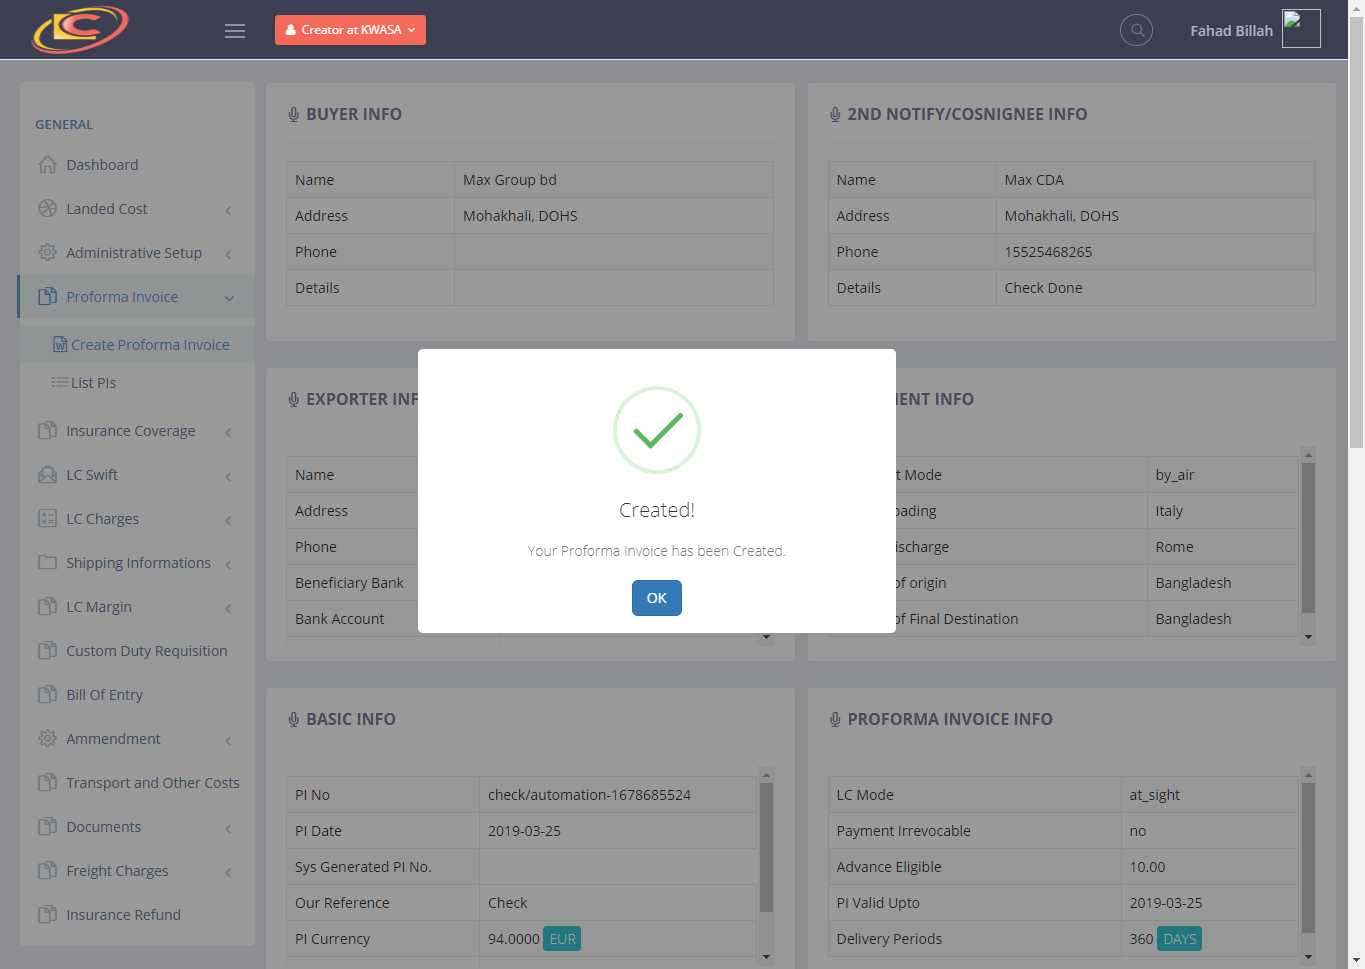 Creator at KWASA
Fahad Billah
GENERAL
Dashboard
Landed Cost
Administrative Setup
Proforma Invoice
Create Proforma Invoice
List PIs
Insurance Coverage
LC Swift
LC Charges
Shipping Informations
LC Margin
Custom Duty Requisition
Bill Of Entry
Ammendment
Transport and Other Costs
Documents
Freight Charges
Insurance Refund
BUYER INFO
Name Max Group bd
Address Mohakhali, DOHS
Phone
Details
2ND NOTIFY/COSNIGNEE INFO
Name Max CDA
Address Mohakhali, DOHS
Phone 15525468265
Details Check Done
EXPORTER
Name
Address
Phone
Beneficiary Bank
Bank Account
INFO
Mode by_air
Italy
Rome
of origin Bangladesh
of Final Destination Bangladesh
Created!
Your Proforma Invoice has been Created.
OK
BASIC INFO
PI No check/automation-1678685524
PI Date 2019-03-25
Sys Generated PI No.
Our Reference Check
PI Currency 94.0000 EUR
PROFORMA INVOICE INFO
LC Mode at_sight
Payment Irrevocable no
Advance Eligible 10.00
PI Valid Upto 2019-03-25
Delivery Periods 360 DAYS